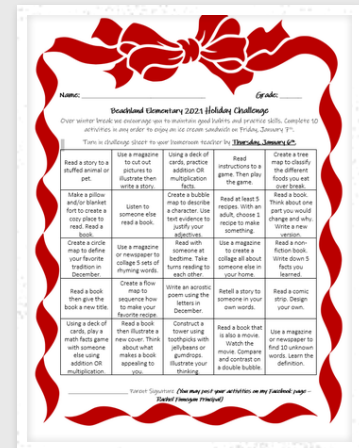 Name: Grade:
Beachland Elementary 2021 Holiday Challenge
Over winter break we encourage you to maintain good habits and practice skills. Complete 10
activities in any order to enjoy an ice cream sandwich on Friday, January 7th.
Turn in challenge sheet to your homeroom teacher by Thursday, January 6th.
Read a story to a
stuffed animal or
pet.
Use a magazine
to cut out
pictures to
illustrate then
write a story.
Using a deck of
cards, practice
addition OR
multiplication
facts.
Read
instructions to a
game. Then play
the game.
Create a tree
map to classify
the different
foods you eat
over break.
Make a pillow
and/or blanket
fort to create a
cozy place to
read. Read a
book.
Listen to
someone else
read a book.
Create a bubble
map to describe
a character. Use
text evidence to
justify your
adjectives.
Read at least 5
recipes. With an
adult, choose 1
recipe to make
something.
Read a book.
Think about one
part you would
change and why.
Write a new
version.
Create a circle
map to define
your favorite
tradition in
December.
Use a magazine
or newspaper to
collage 5 sets of
rhyming words.
Read with
someone at
bedtime. Take
turns reading to
each other.
Use a magazine
to create a
collage all about
someone else in
your home.
Read a non-
fiction book.
Write down 5
facts you
learned.
Read a book
then give the
book a new title.
Create a flow
map to
sequence how
to make your
favorite recipe.
Write an acrostic
poem using the
letters in
December.
Retell a story to
someone in your
own words.
Read a comic
strip. Design
your own.
Using a deck of
cards, play a
math facts game
with someone
else using
addition OR
multiplication.
Read a book
then illustrate a
new cover. Think
about what
makes a book
appealing to
you.
Construct a
tower using
toothpicks with
jellybeans or
gumdrops.
Illustrate your
thinking.
Read a book that
is also a movie.
Watch the
movie. Compare
and contrast on
a double bubble.
Use a magazine
or newspaper to
find 10 unknown
words. Learn the
definition.
Parent Signature (You may post your activities on my Facebook page –
Rachel Finnegan Principal)